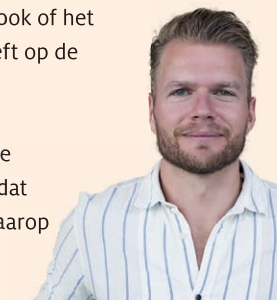 ook of het
eft op de
e
dat
aarop